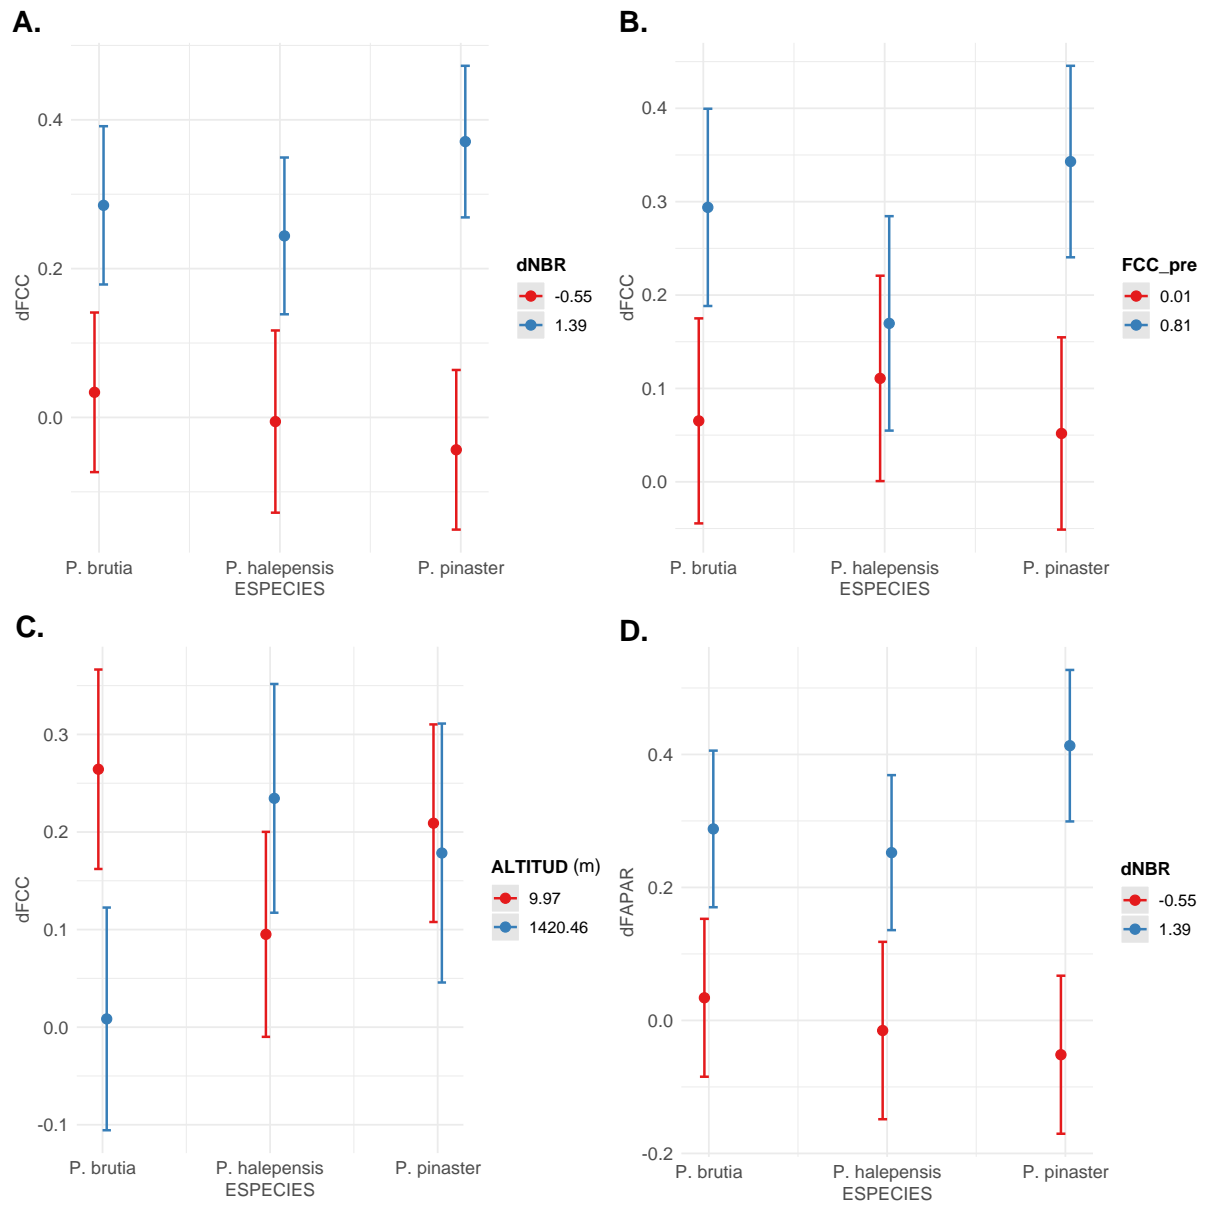 A.
dFCC
0.4
0.2
0.0
P. brutia P. halepensis P. pinaster
ESPECIES
dNBR
-0.55
1.39
B.
dFCC
0.4
0.3
0.2
0.1
0.0
P. brutia P. halepensis P. pinaster
ESPECIES
FCC_pre
0.01
0.81
C.
dFCC
0.3
0.2
0.1
0.0
-0.1
P. brutia P. halepensis P. pinaster
ESPECIES
ALTITUD (m)
9.97
1420.46
D.
dFAPAR
0.4
0.2
0.0
-0.2
P. brutia P. halepensis P. pinaster
ESPECIES
dNBR
-0.55
1.39